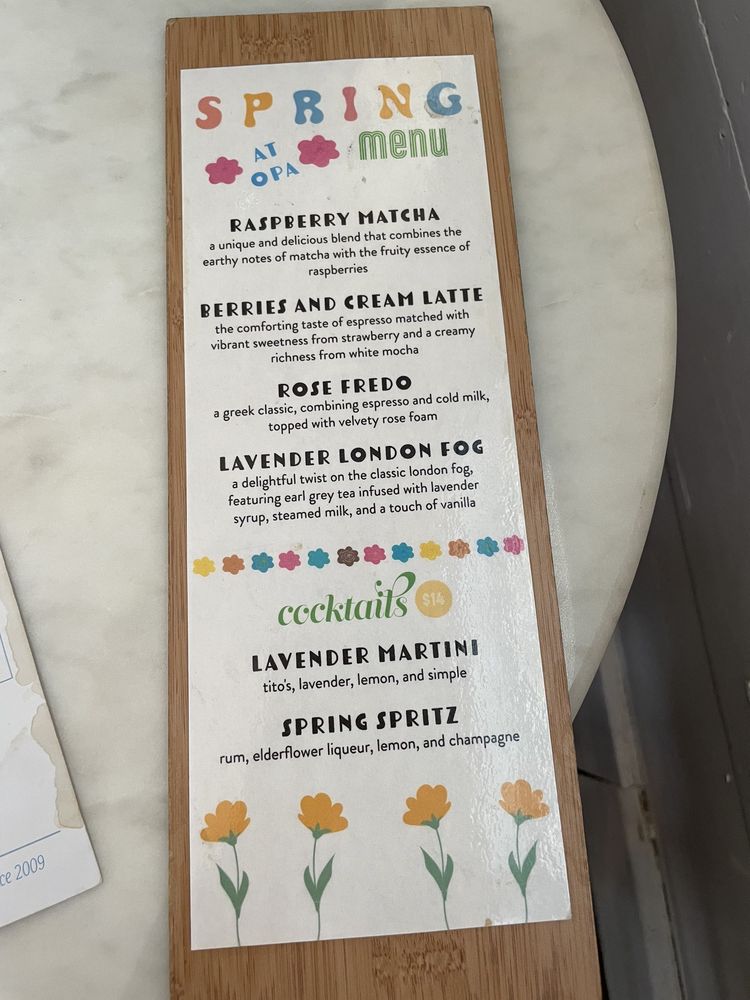 SPRING
AT
OPA
menu
RASPBERRY MATCHA
a unique and delicious blend that combines the
earthy notes of matcha with the fruity essence of
raspberries
BERRIES AND CREAM LATTE
the comforting taste of espresso matched with
vibrant sweetness from strawberry and a creamy
richness from white mocha
ROSE FREDO
a greek classic, combining espresso and cold milk,
topped with velvety rose foam
LAVENDER LONDON FOG
a delightful twist on the classic london fog,
featuring earl grey tea infused with lavender
syrup, steamed milk, and a touch of vanilla
cocktails $14
LAVENDER MARTINI
tito's, lavender, lemon, and simple
SPRING SPRITZ
rum, elderflower liqueur, lemon, and champagne
2009